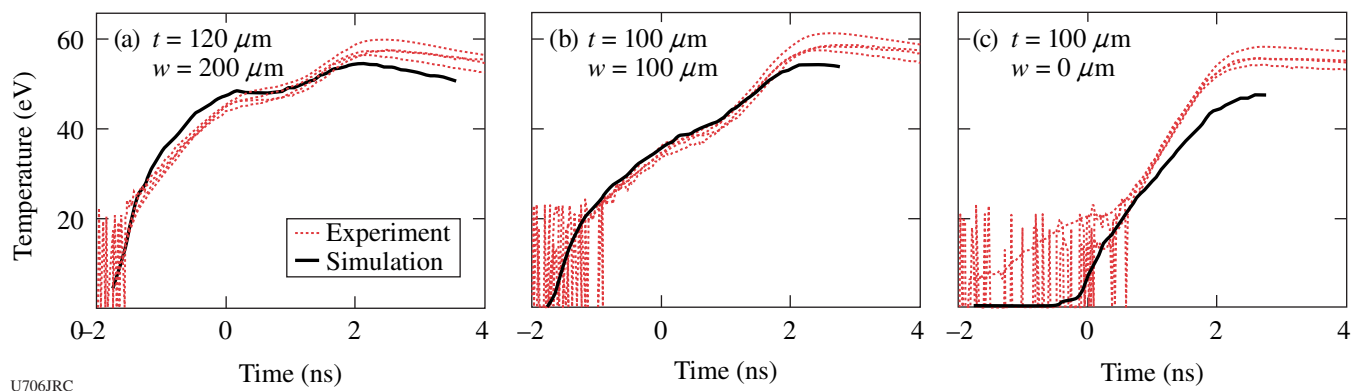 (a) t = 120 μm
w = 200 μm
(b) t = 100 μm
w = 100 μm
(c) t = 100 μm
w = 0 μm
Temperature (eV)
60
40
20
0
Experiment
Simulation
–2 0 2 4
–2 0 2 4
–2 0 2 4
Time (ns)
Time (ns)
Time (ns)
U706JRC